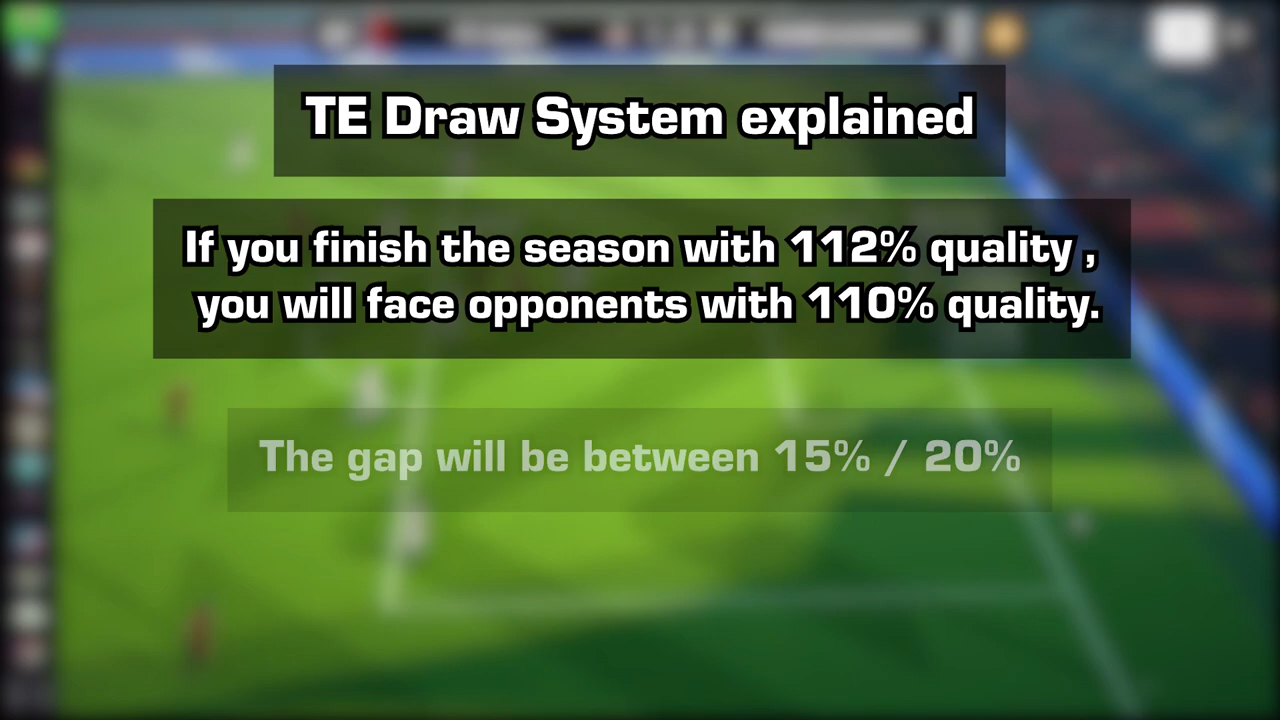 TE Draw System explained
If you finish the season with 112% quality ,
you will face opponents with 110% quality.
The gap will be between 15% / 20%